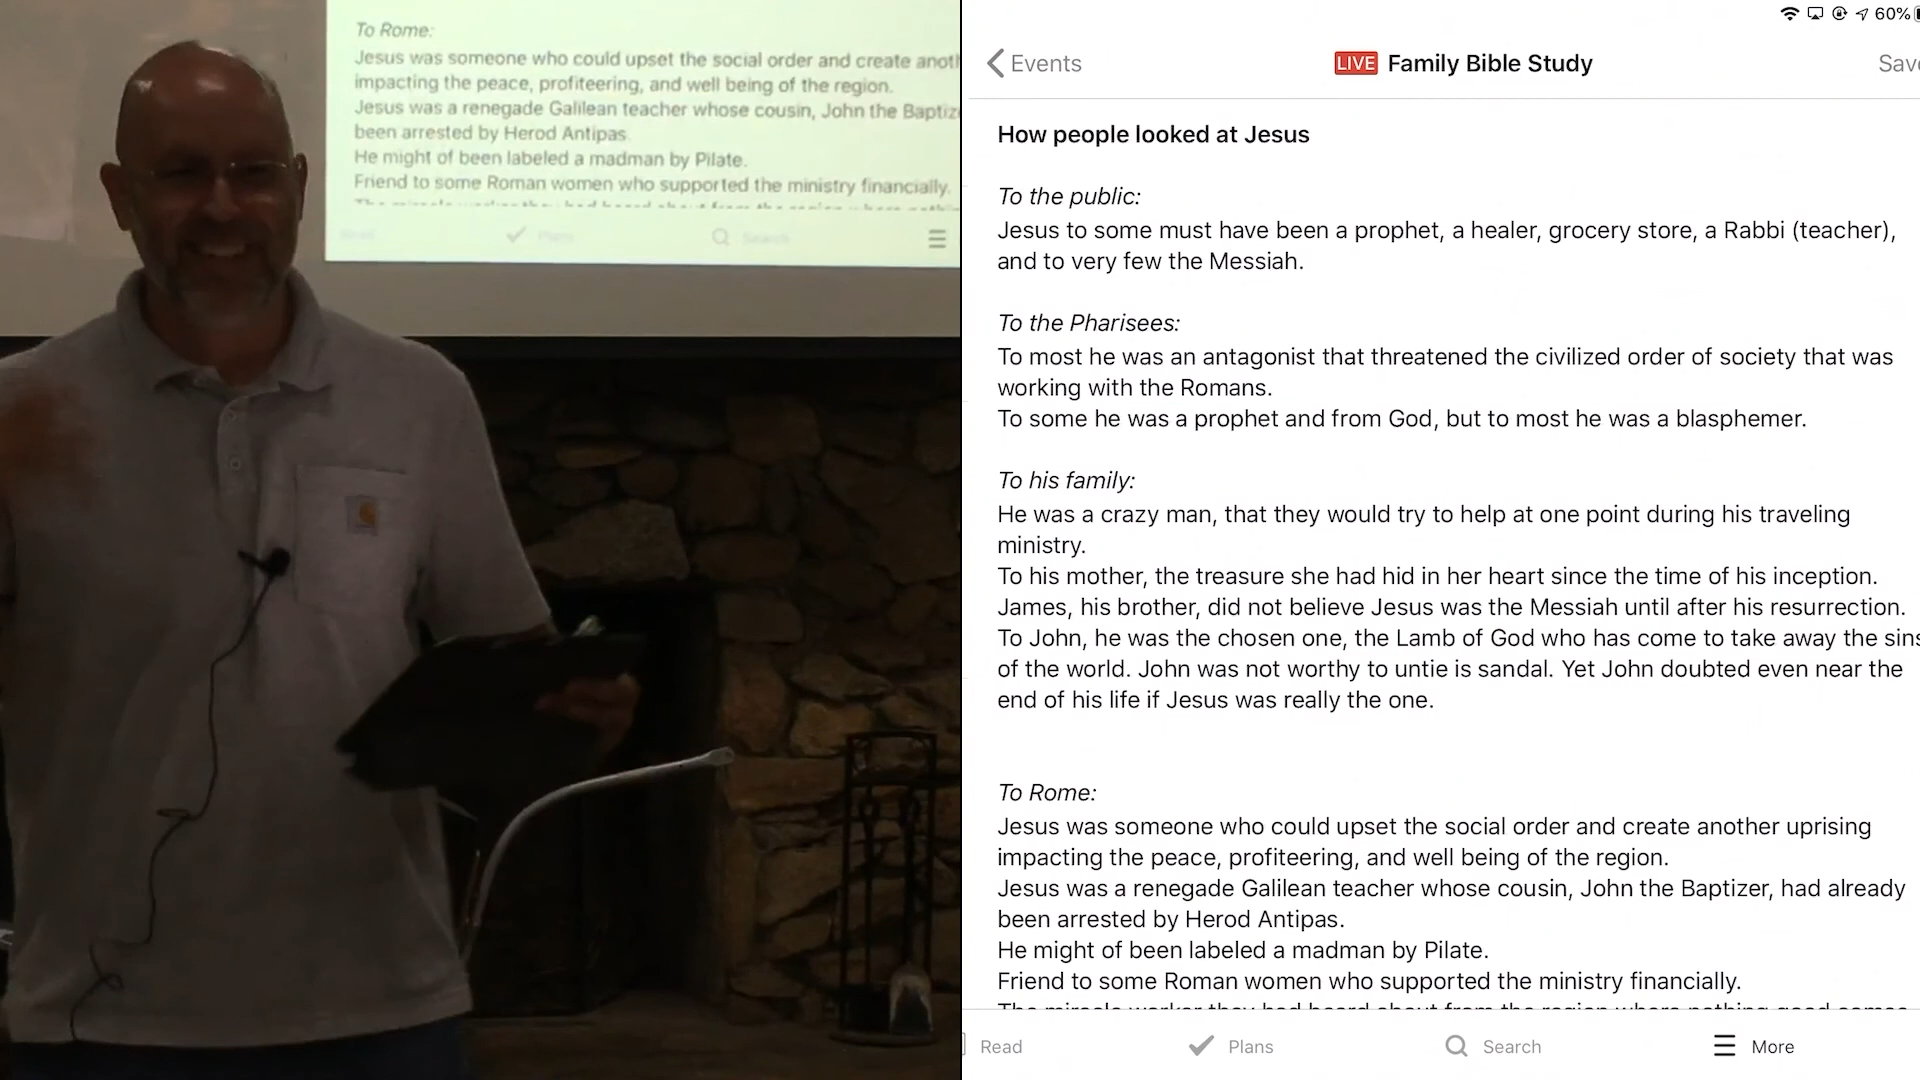 To Rome:
Jesus was someone who could upset the social order and create
impacting the peace, profiteering, and well being of the region.
Jesus was a renegade Galilean teacher whose cousin, John the
been arrested by Herod Antipas.
He might of been labeled a madman by Pilate.
Friend to some Roman women who supported the ministry financially.
Plans
Search
60%
Events
LIVE Family Bible Study
How people looked at Jesus
To the public:
Jesus to some must have been a prophet, a healer, grocery store, a Rabbi (teacher),
and to very few the Messiah.
To the Pharisees:
To most he was an antagonist that threatened the civilized order of society that was
working with the Romans.
To some he was a prophet and from God, but to most he was a blasphemer.
To his family:
He was a crazy man, that they would try to help at one point during his traveling
ministry.
To his mother, the treasure she had hid in her heart since the time of his inception.
James, his brother, did not believe Jesus was the Messiah until after his resurrection.
To John, he was the chosen one, the Lamb of God who has come to take away the sins
of the world. John was not worthy to untie is sandal. Yet John doubted even near the
end of his life if Jesus was really the one.
To Rome:
Jesus was someone who could upset the social order and create another uprising
impacting the peace, profiteering, and well being of the region.
Jesus was a renegade Galilean teacher whose cousin, John the Baptizer, had already
been arrested by Herod Antipas.
He might of been labeled a madman by Pilate.
Friend to some Roman women who supported the ministry financially.
Read
Plans
Search
More